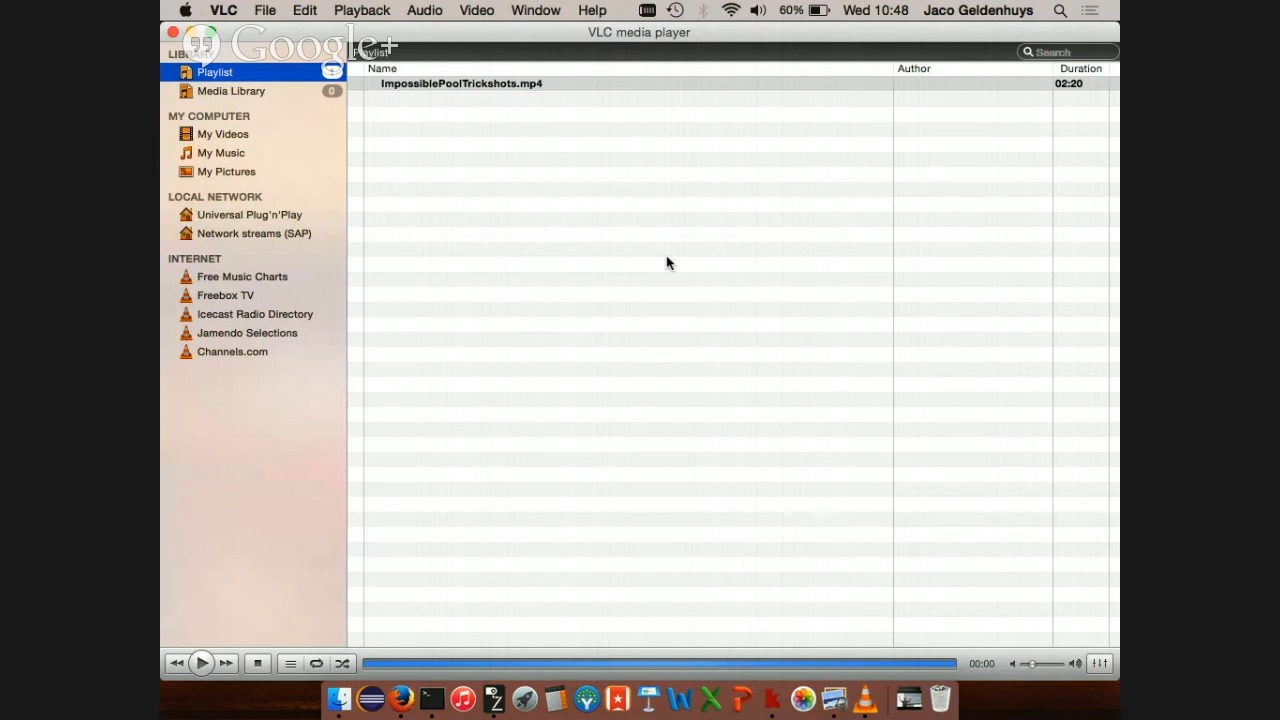 VLC File Edit Playback Audio Video Window Help 60% Wed 10:48 Jaco Geldenhuys
VLC media player
Google+
Playlist Search
Name Author Duration
Playlist
ImpossiblePoolTrickshots.mp4 02:20
Media Library 0
MY COMPUTER
My Videos
My Music
My Pictures
LOCAL NETWORK
Universal Plug'n'Play
Network streams (SAP)
INTERNET
Free Music Charts
Freebox TV
Icecast Radio Directory
Jamendo Selections
Channels.com
00:00